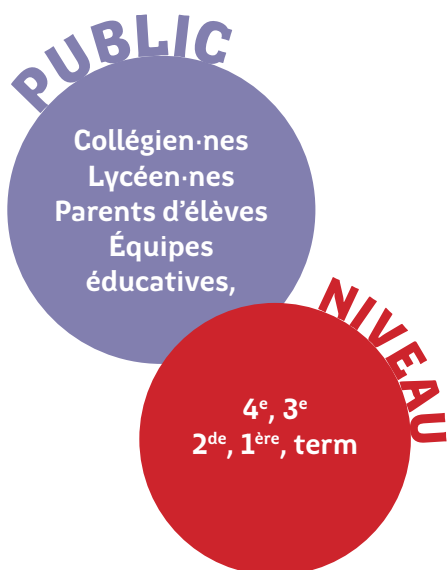 PUBLIC
Collégien·nes
Lycéen·nes
Parents d’élèves
Équipes
éducatives,
NIVEAU
4e, 3e
2de, 1ère, term